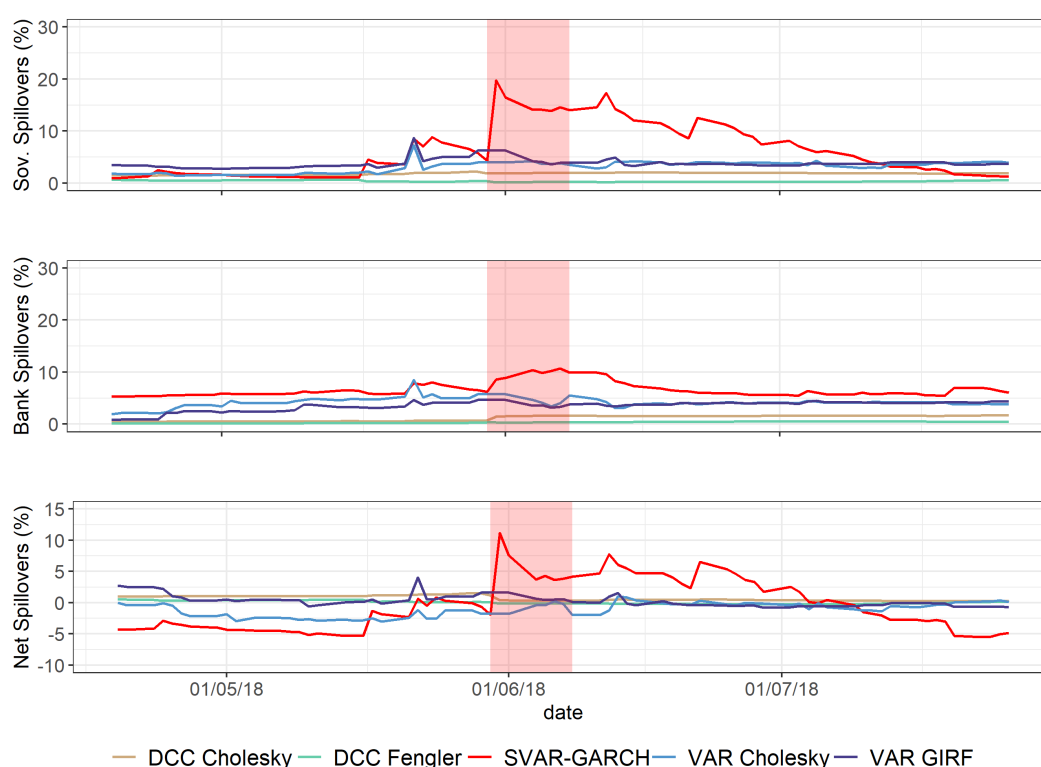 Sov. Spillovers (%)
30
20
10
0
Bank Spillovers (%)
30
20
10
0
Net Spillovers (%)
15
10
5
0
-5
-10
01/05/18 01/06/18 01/07/18
date
DCC Cholesky DCC Fengler SVAR-GARCH VAR Cholesky VAR GIRF